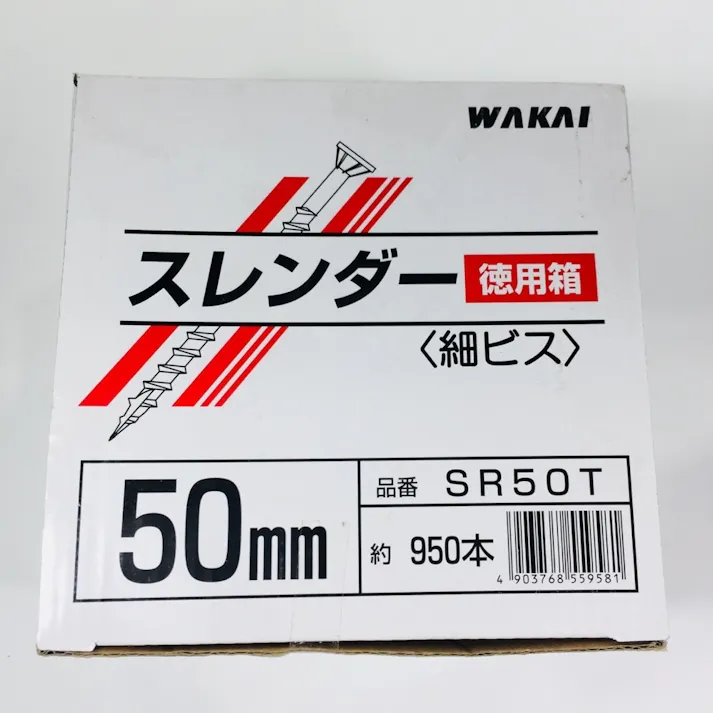 WAKAI
スレンダー 徳用箱
〈細ビス〉
50mm
品番 SR50T
約 950本
4 903768 559581